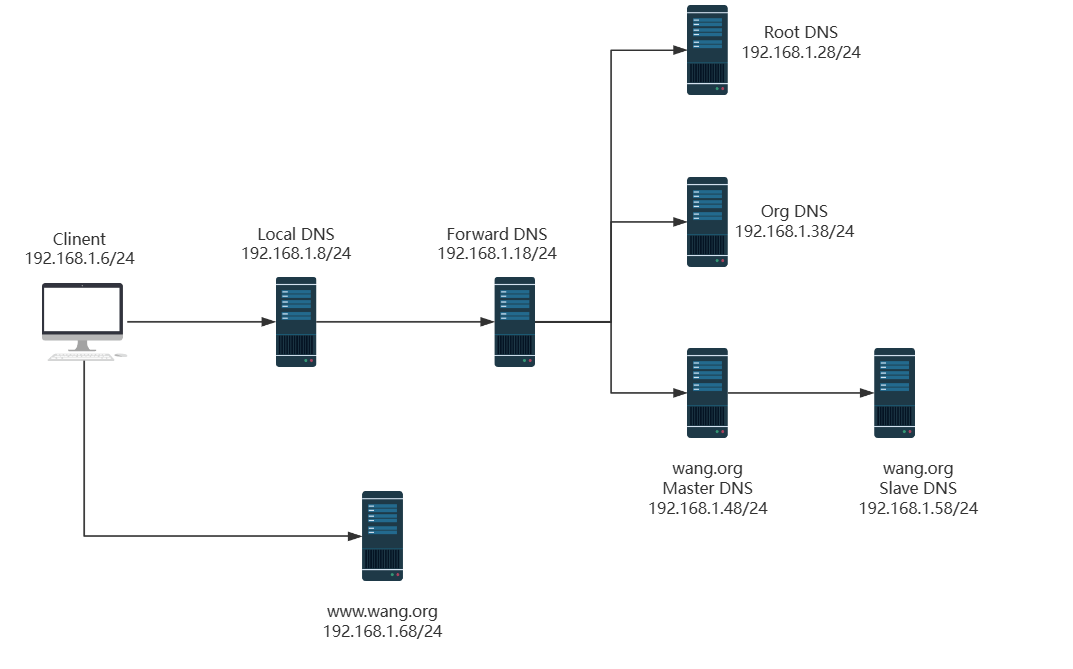 Root DNS
192.168.1.28/24
Org DNS
192.168.1.38/24
Clinent
192.168.1.6/24
Local DNS
192.168.1.8/24
Forward DNS
192.168.1.18/24
wang.org
Master DNS
192.168.1.48/24
wang.org
Slave DNS
192.168.1.58/24
www.wang.org
192.168.1.68/24